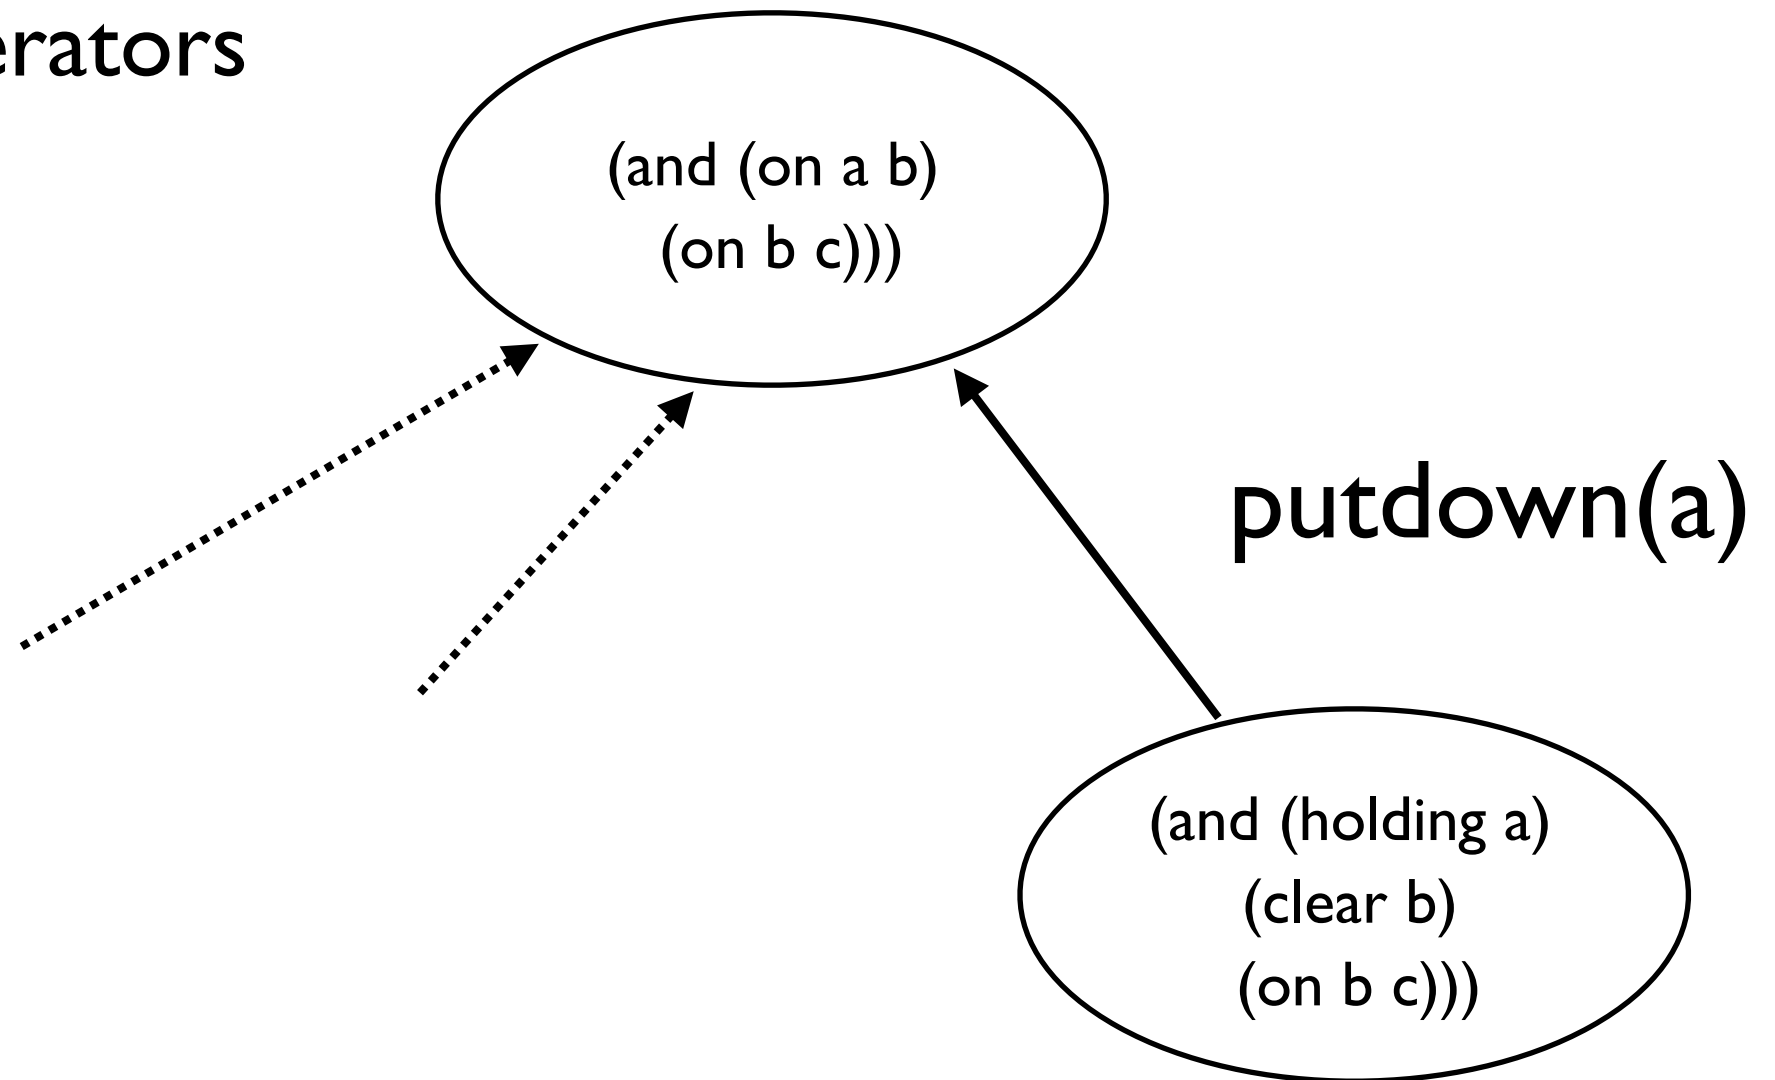 erators
(and (on a b)
(on b c)))
putdown(a)
(and (holding a)
(clear b)
(on b c)))